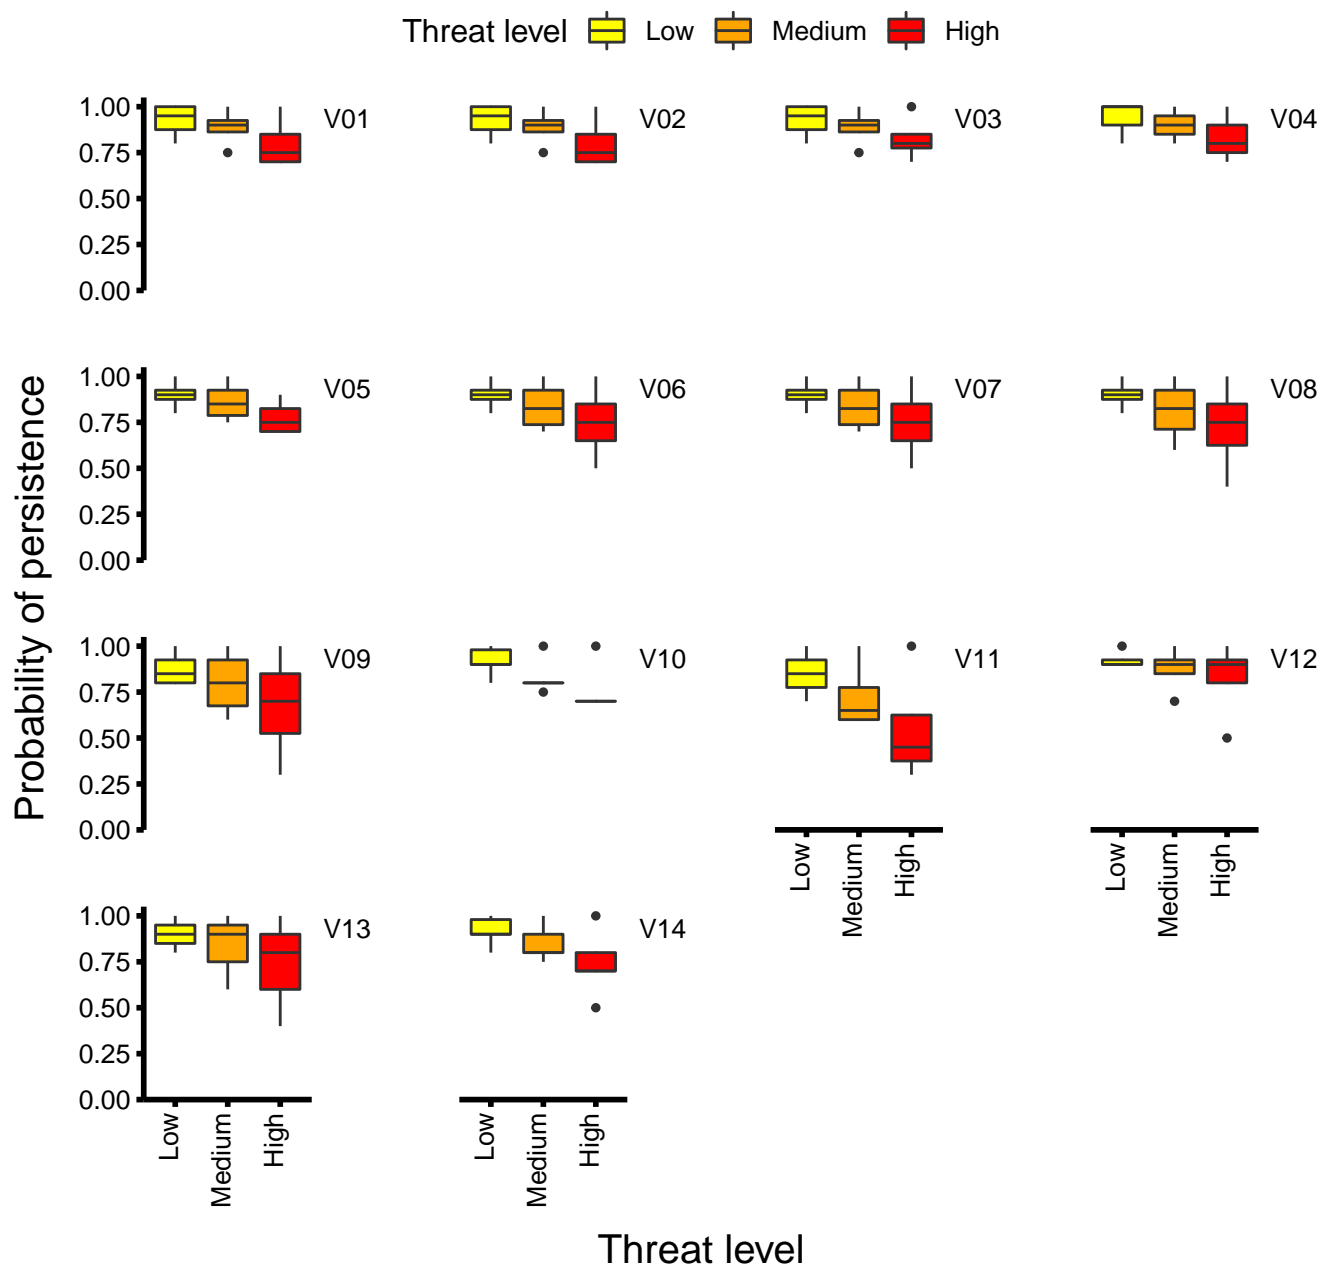 Threat level Low Medium High
1.00 V01 V02 V03 V04
0.75
0.50
0.25
0.00
Probability of persistence
1.00 V05 V06 V07 V08
0.75
0.50
0.25
0.00
1.00 V09 V10 V11 V12
0.75
0.50
0.25
0.00
Low Medium High Low Medium High
1.00 V13 V14
0.75
0.50
0.25
0.00
Low Medium High Low Medium High
Threat level